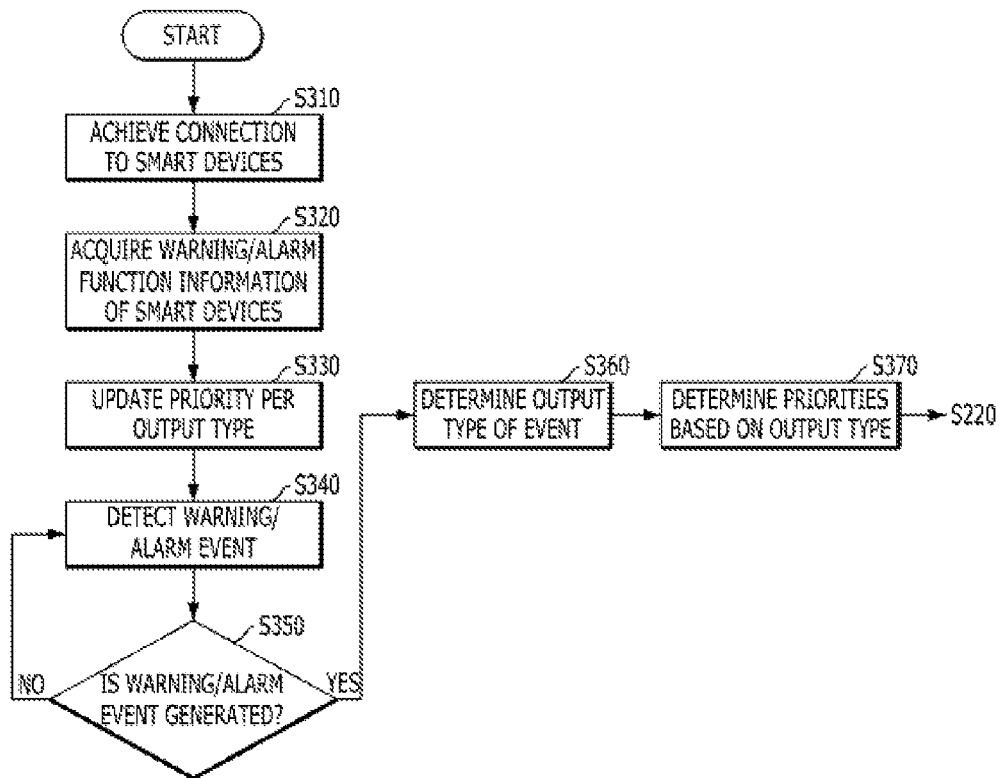 START
S310
ACHIEVE CONNECTION
TO SMART DEVICES
S320
ACQUIRE WARNING/ALARM
FUNCTION INFORMATION
OF SMART DEVICES
S330
UPDATE PRIORITY PER
OUTPUT TYPE
S340
DETECT WARNING/
ALARM EVENT
S350
NO
IS WARNING/ALARM
EVENT GENERATED?
YES
S360
DETERMINE OUTPUT
TYPE OF EVENT
S370
DETERMINE PRIORITIES
BASED ON OUTPUT TYPE
S220